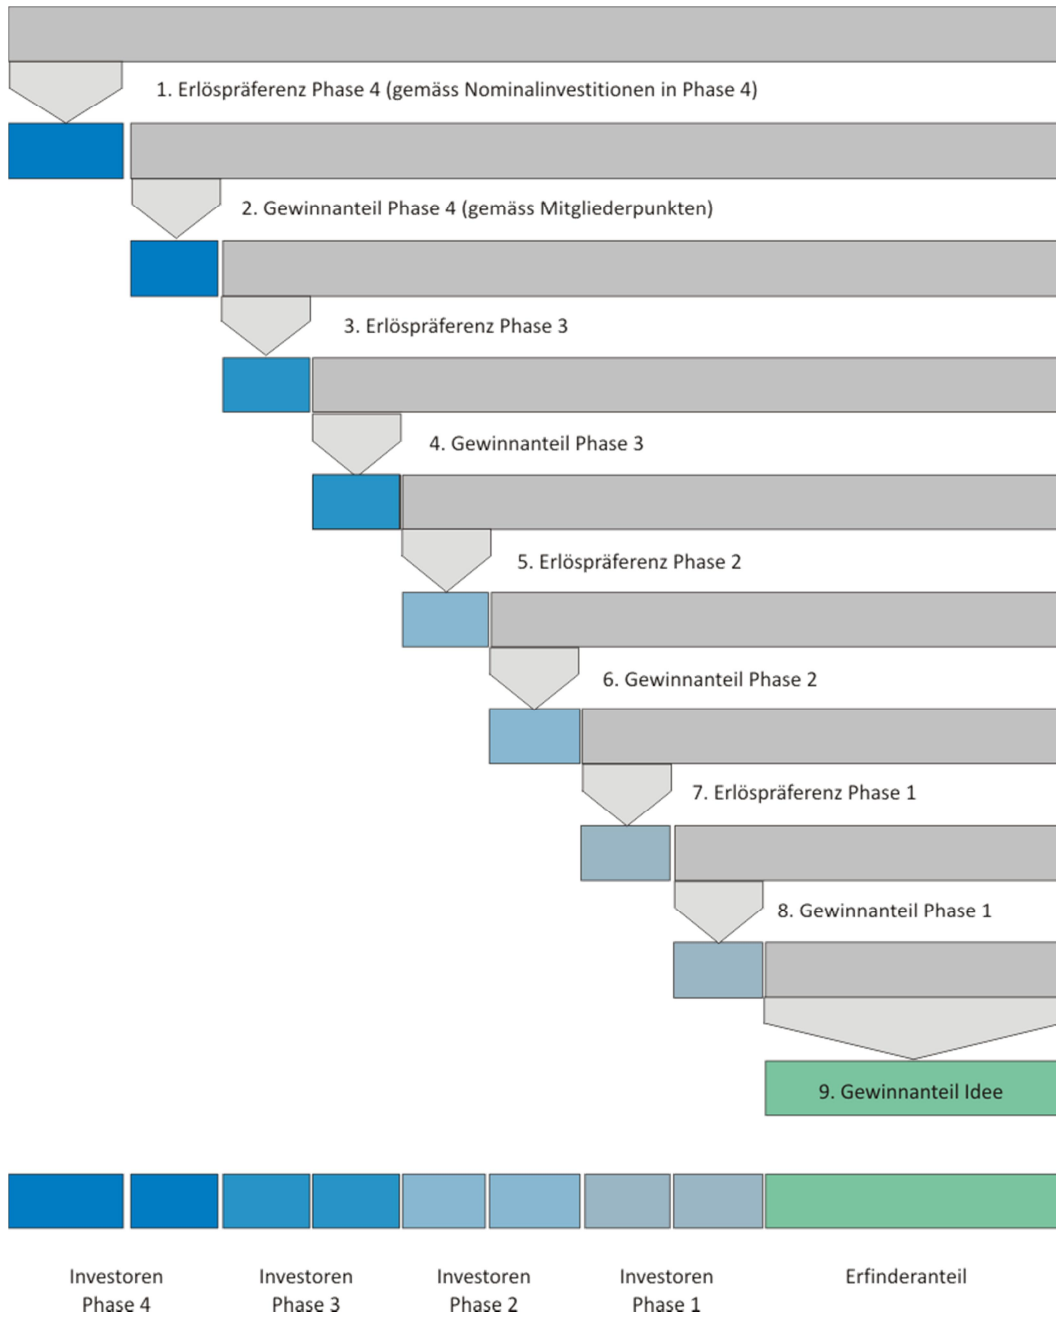 1. Erlöspräferenz Phase 4 (gemäss Nominalinvestitionen in Phase 4)
2. Gewinnanteil Phase 4 (gemäss Mitgliederpunkten)
3. Erlöspräferenz Phase 3
4. Gewinnanteil Phase 3
5. Erlöspräferenz Phase 2
6. Gewinnanteil Phase 2
7. Erlöspräferenz Phase 1
8. Gewinnanteil Phase 1
9. Gewinnanteil Idee
Investoren
Phase 4
Investoren
Phase 3
Investoren
Phase 2
Investoren
Phase 1
Erfinderanteil